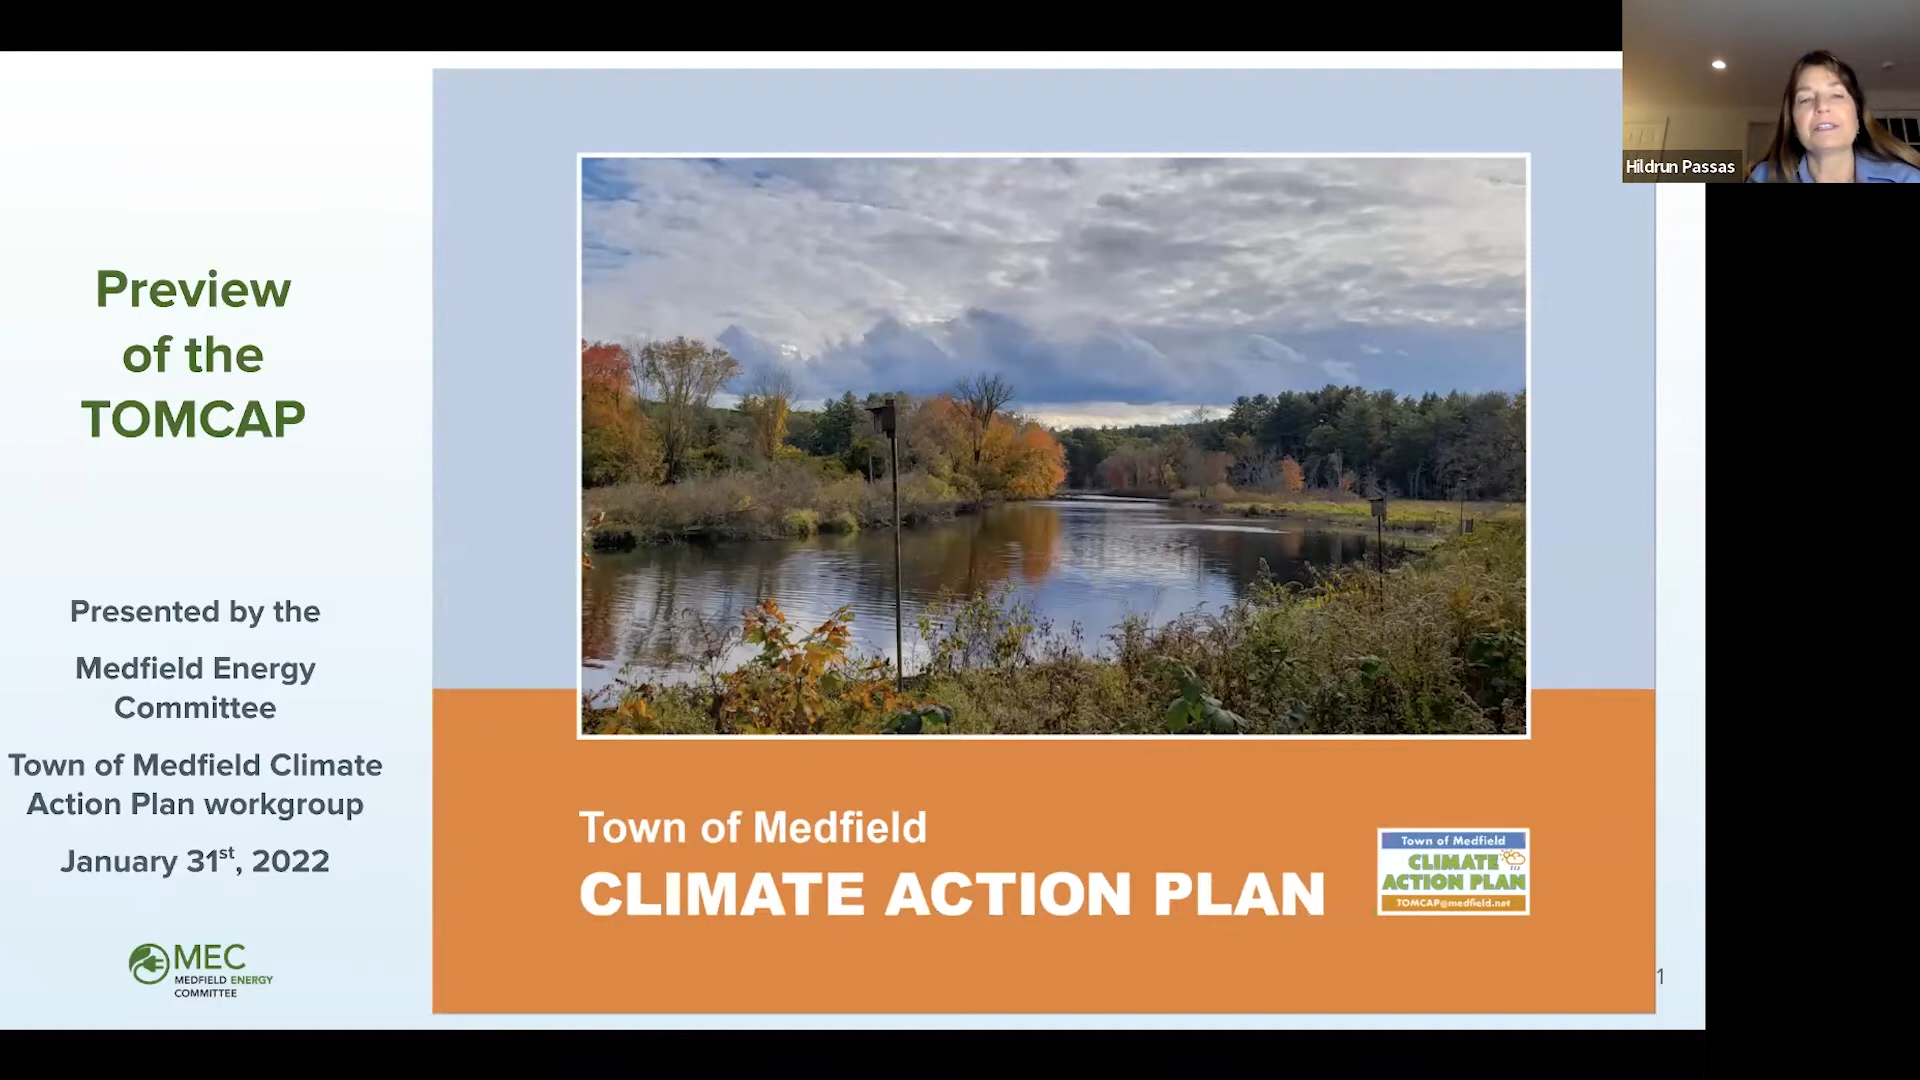 Preview
of the
TOMCAP
Presented by the
Medfield Energy
Committee
Town of Medfield Climate
Action Plan workgroup
January 31st, 2022
MEC
MEDFIELD ENERGY
COMMITTEE
Town of Medfield
CLIMATE ACTION PLAN
Town of Medfield
CLIMATE
ACTION PLAN
TOMCAP@medfield.net
1
Hildrun Passas